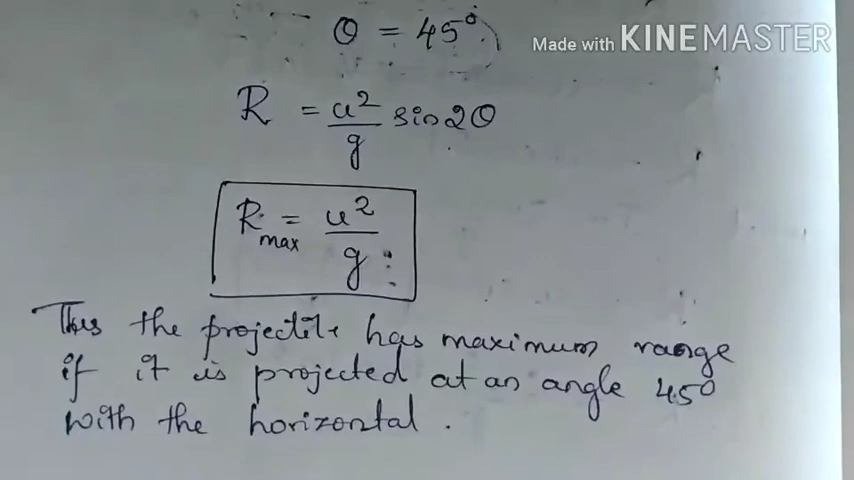 θ = 45°
Made with KINEMASTER
R = u²/g sin2θ
Rmax = u²/g
Thus the projectile has maximum range
if it is projected at an angle 45°
with the horizontal.